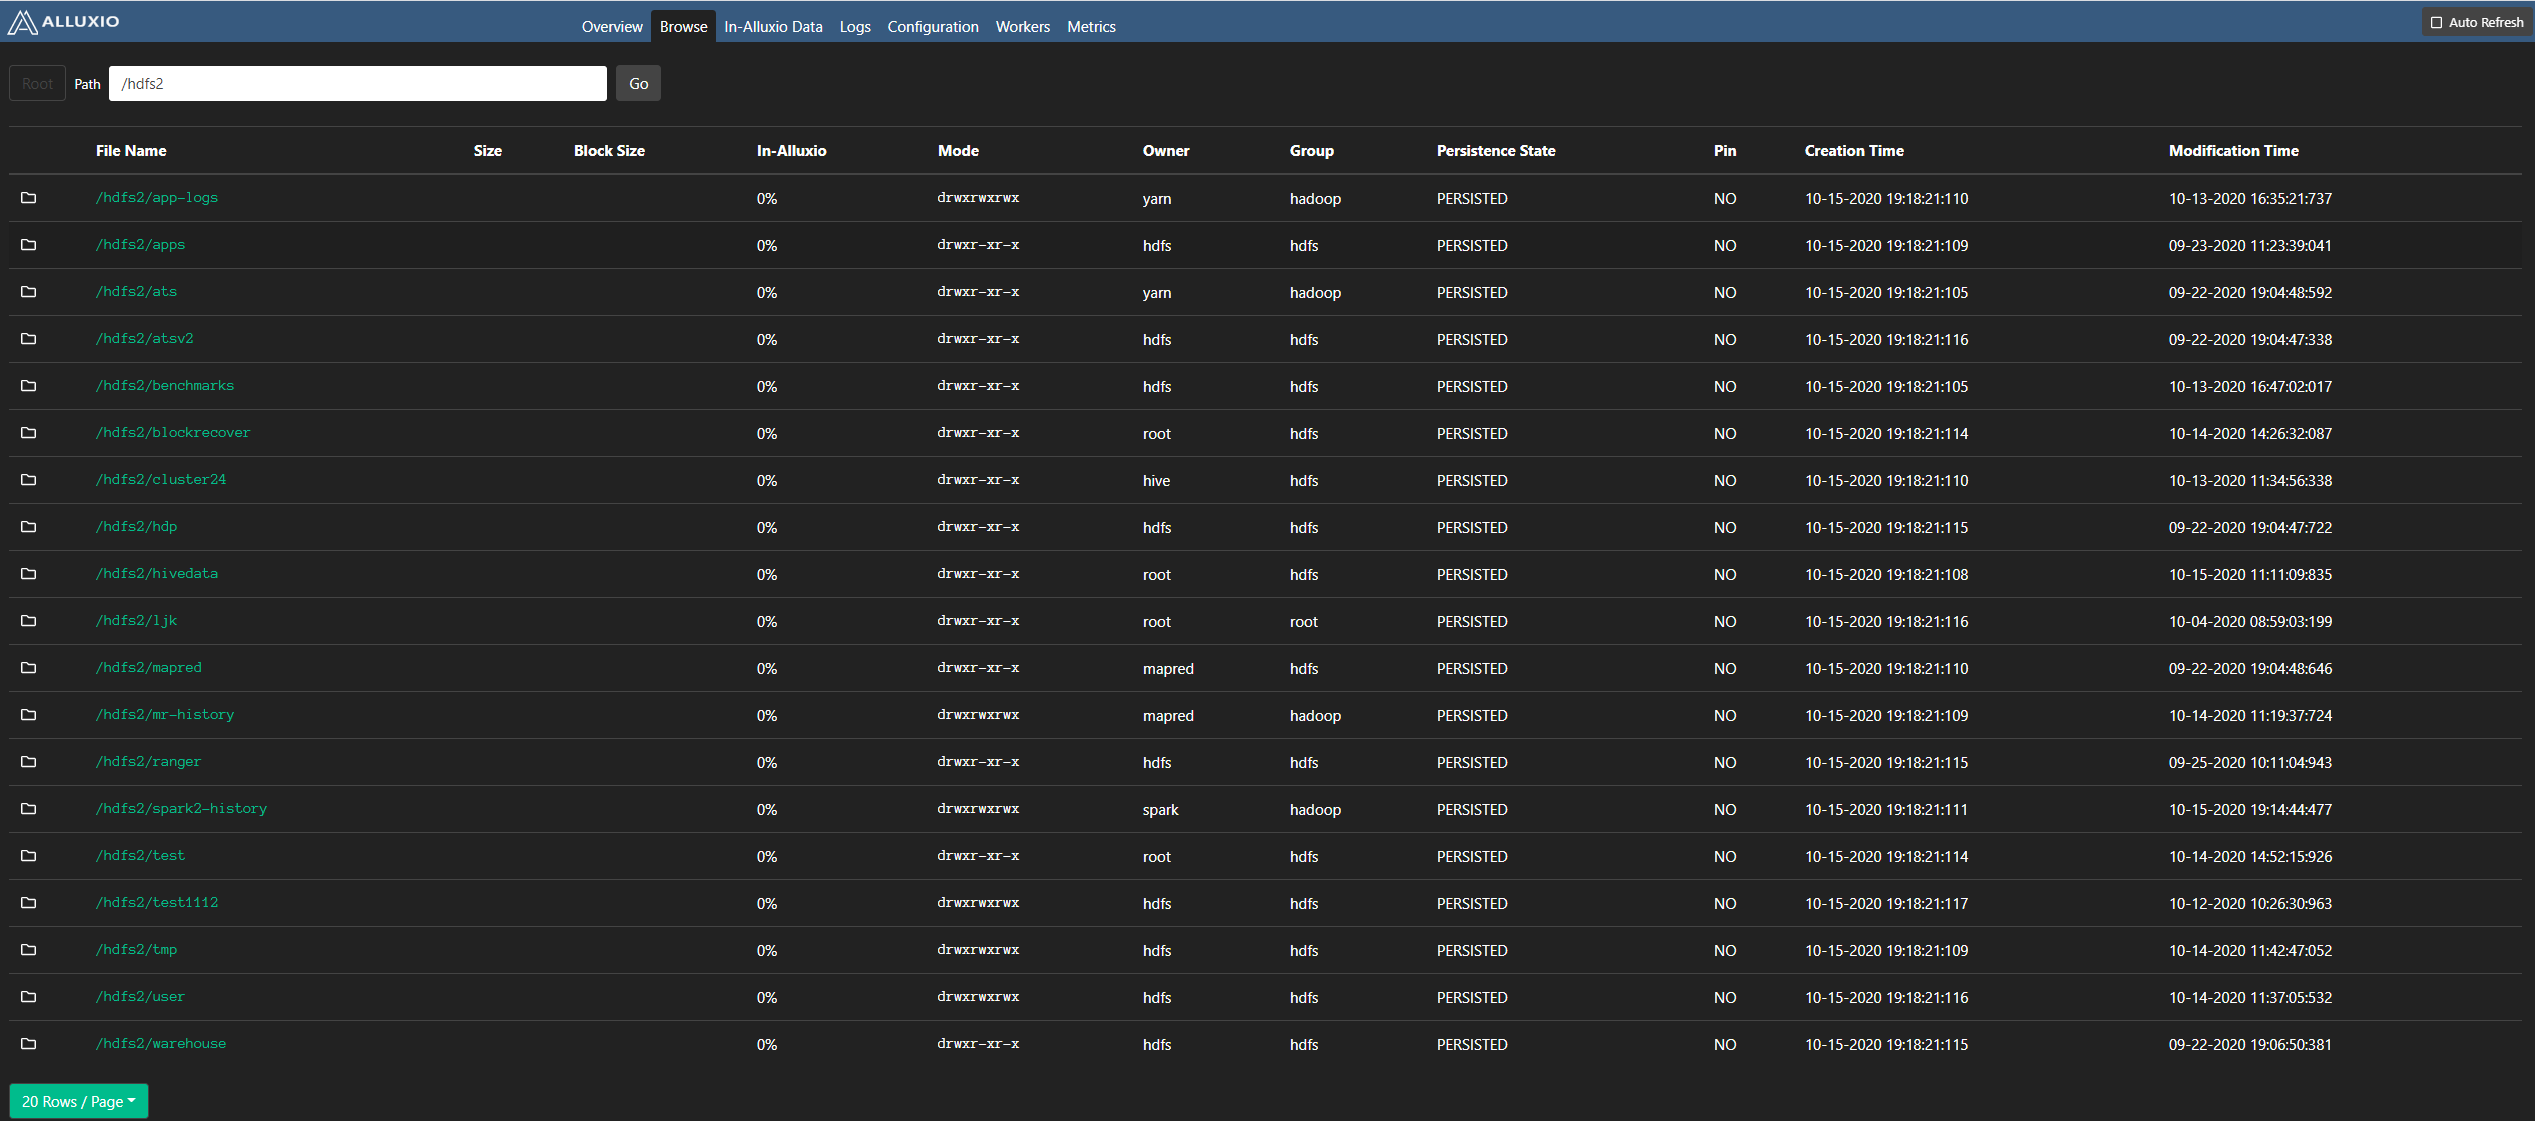 ALLUXIO Overview Browse In-Alluxio Data Logs Configuration Workers Metrics Auto Refresh
Root Path /hdfs2 Go
File Name Size Block Size In-Alluxio Mode Owner Group Persistence State Pin Creation Time Modification Time
/hdfs2/app-logs 0% drwxrwxrwx yarn hadoop PERSISTED NO 10-15-2020 19:18:21:110 10-13-2020 16:35:21:737
/hdfs2/apps 0% drwxr-xr-x hdfs hdfs PERSISTED NO 10-15-2020 19:18:21:109 09-23-2020 11:23:39:041
/hdfs2/ats 0% drwxr-xr-x yarn hadoop PERSISTED NO 10-15-2020 19:18:21:105 09-22-2020 19:04:48:592
/hdfs2/atsv2 0% drwxr-xr-x hdfs hdfs PERSISTED NO 10-15-2020 19:18:21:116 09-22-2020 19:04:47:338
/hdfs2/benchmarks 0% drwxr-xr-x hdfs hdfs PERSISTED NO 10-15-2020 19:18:21:105 10-13-2020 16:47:02:017
/hdfs2/blockrecover 0% drwxr-xr-x root hdfs PERSISTED NO 10-15-2020 19:18:21:114 10-14-2020 14:26:32:087
/hdfs2/cluster24 0% drwxr-xr-x hive hdfs PERSISTED NO 10-15-2020 19:18:21:110 10-13-2020 11:34:56:338
/hdfs2/hdp 0% drwxr-xr-x hdfs hdfs PERSISTED NO 10-15-2020 19:18:21:115 09-22-2020 19:04:47:722
/hdfs2/hivedata 0% drwxr-xr-x root hdfs PERSISTED NO 10-15-2020 19:18:21:108 10-15-2020 11:11:09:835
/hdfs2/ljk 0% drwxr-xr-x root root PERSISTED NO 10-15-2020 19:18:21:116 10-04-2020 08:59:03:199
/hdfs2/mapred 0% drwxr-xr-x mapred hdfs PERSISTED NO 10-15-2020 19:18:21:110 09-22-2020 19:04:48:646
/hdfs2/mr-history 0% drwxrwxrwx mapred hadoop PERSISTED NO 10-15-2020 19:18:21:109 10-14-2020 11:19:37:724
/hdfs2/ranger 0% drwxr-xr-x hdfs hdfs PERSISTED NO 10-15-2020 19:18:21:115 09-25-2020 10:11:04:943
/hdfs2/spark2-history 0% drwxrwxrwx spark hadoop PERSISTED NO 10-15-2020 19:18:21:111 10-15-2020 19:14:44:477
/hdfs2/test 0% drwxr-xr-x root hdfs PERSISTED NO 10-15-2020 19:18:21:114 10-14-2020 14:52:15:926
/hdfs2/test1112 0% drwxrwxrwx hdfs hdfs PERSISTED NO 10-15-2020 19:18:21:117 10-12-2020 10:26:30:963
/hdfs2/tmp 0% drwxrwxrwx hdfs hdfs PERSISTED NO 10-15-2020 19:18:21:109 10-14-2020 11:42:47:052
/hdfs2/user 0% drwxrwxrwx hdfs hdfs PERSISTED NO 10-15-2020 19:18:21:116 10-14-2020 11:37:05:532
/hdfs2/warehouse 0% drwxr-xr-x hdfs hdfs PERSISTED NO 10-15-2020 19:18:21:115 09-22-2020 19:06:50:381
20 Rows / Page